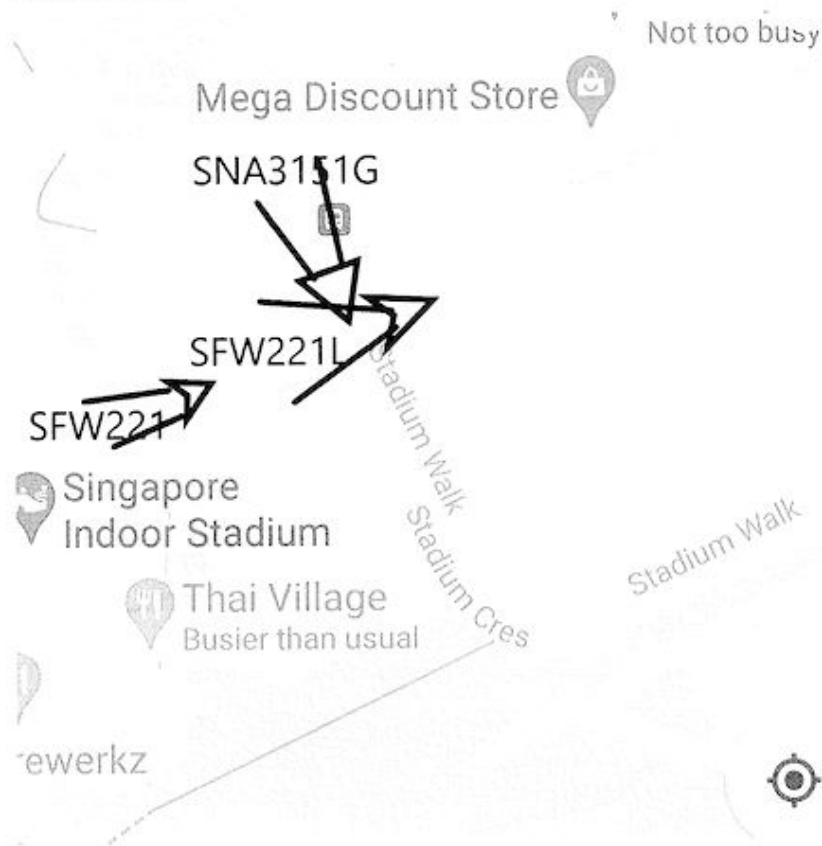 Not too busy
Mega Discount Store
SNA3151G
SFW221L
SFW221
Stadium Walk
Singapore
Indoor Stadium
Stadium Cres
Stadium Walk
Thai Village
Busier than usual
rewerkz